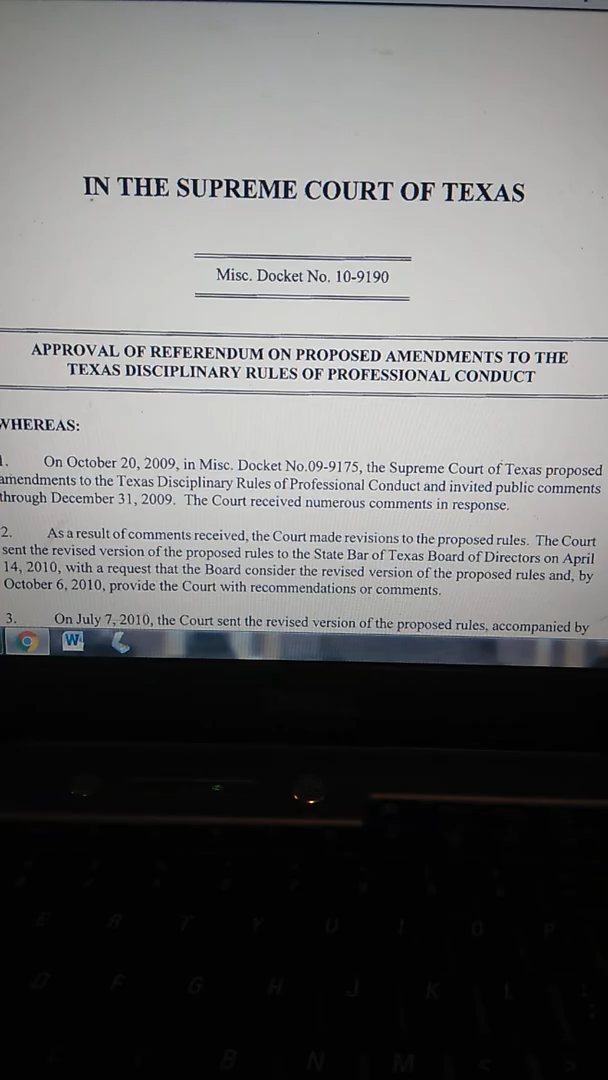 IN THE SUPREME COURT OF TEXAS
Misc. Docket No. 10-9190
APPROVAL OF REFERENDUM ON PROPOSED AMENDMENTS TO THE
TEXAS DISCIPLINARY RULES OF PROFESSIONAL CONDUCT
WHEREAS:
1. On October 20, 2009, in Misc. Docket No.09-9175, the Supreme Court of Texas proposed
amendments to the Texas Disciplinary Rules of Professional Conduct and invited public comments
through December 31, 2009. The Court received numerous comments in response.
2. As a result of comments received, the Court made revisions to the proposed rules. The Court
sent the revised version of the proposed rules to the State Bar of Texas Board of Directors on April
14, 2010, with a request that the Board consider the revised version of the proposed rules and, by
October 6, 2010, provide the Court with recommendations or comments.
3. On July 7, 2010, the Court sent the revised version of the proposed rules, accompanied by
W
E R T Y U I O P
D F G H J K L
B N M < >